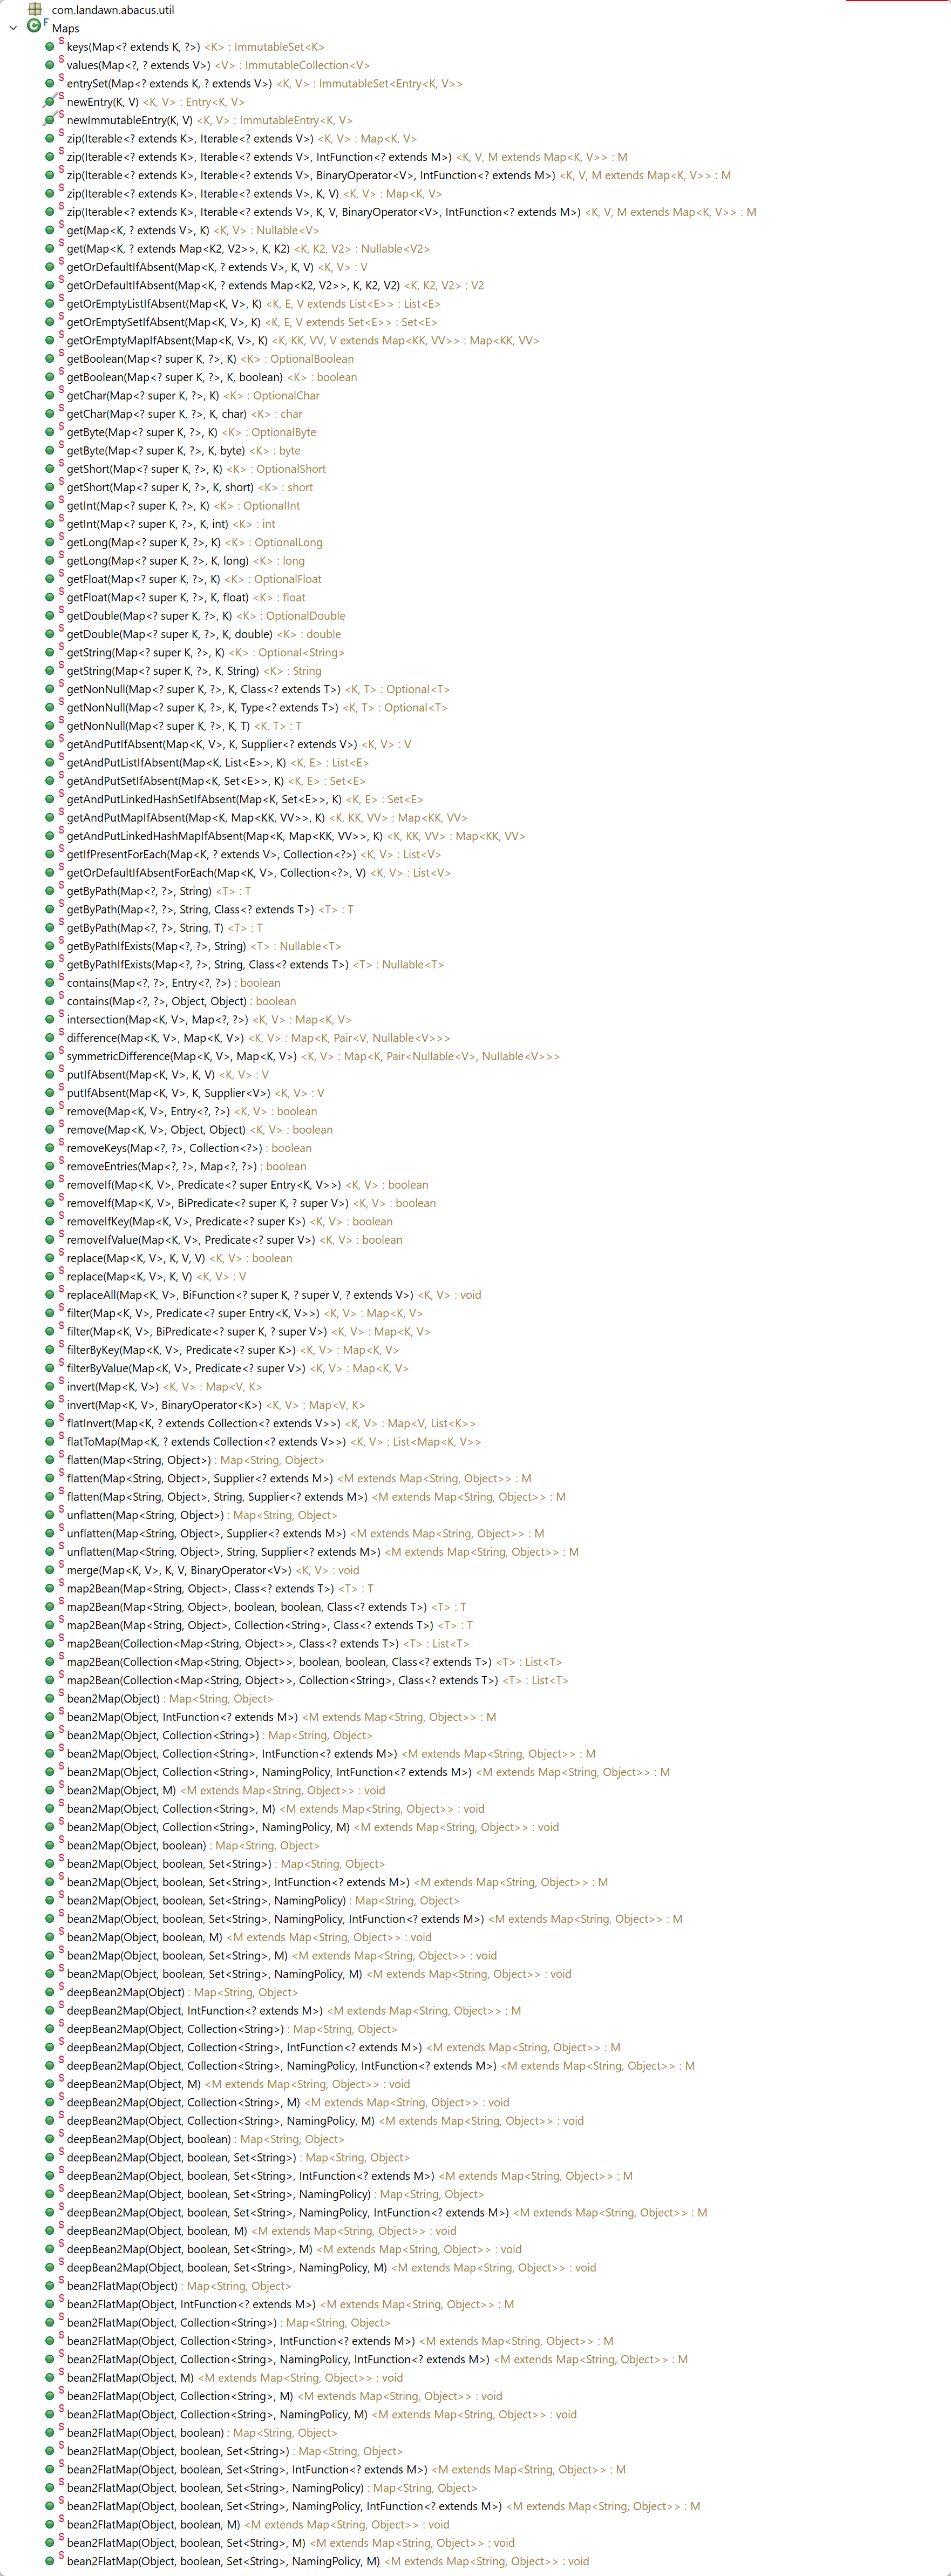 com.landawn.abacus.util
F Maps
S keys(Map<? extends K, ?>) <K> : ImmutableSet<K>
S values(Map<?, ? extends V>) <V> : ImmutableCollection<V>
S entrySet(Map<? extends K, ? extends V>) <K, V> : ImmutableSet<Entry<K, V>>
S newEntry(K, V) <K, V> : Entry<K, V>
S newImmutableEntry(K, V) <K, V> : ImmutableEntry<K, V>
S zip(Iterable<? extends K>, Iterable<? extends V>) <K, V> : Map<K, V>
S zip(Iterable<? extends K>, Iterable<? extends V>, IntFunction<? extends M>) <K, V, M extends Map<K, V>> : M
S zip(Iterable<? extends K>, Iterable<? extends V>, BinaryOperator<V>, IntFunction<? extends M>) <K, V, M extends Map<K, V>> : M
S zip(Iterable<? extends K>, Iterable<? extends V>, K, V) <K, V> : Map<K, V>
S zip(Iterable<? extends K>, Iterable<? extends V>, K, V, BinaryOperator<V>, IntFunction<? extends M>) <K, V, M extends Map<K, V>> : M
S get(Map<K, ? extends V>, K) <K, V> : Nullable<V>
S get(Map<K, ? extends Map<K2, V2>>, K, K2) <K, K2, V2> : Nullable<V2>
S getOrDefaultIfAbsent(Map<K, ? extends V>, K, V) <K, V> : V
S getOrDefaultIfAbsent(Map<K, ? extends Map<K2, V2>>, K, K2, V2) <K, K2, V2> : V2
S getOrEmptyListIfAbsent(Map<K, V>, K) <K, E, V extends List<E>> : List<E>
S getOrEmptySetIfAbsent(Map<K, V>, K) <K, E, V extends Set<E>> : Set<E>
S getOrEmptyMapIfAbsent(Map<K, V>, K) <K, KK, VV, V extends Map<KK, VV>> : Map<KK, VV>
S getBoolean(Map<? super K, ?>, K) <K> : OptionalBoolean
S getBoolean(Map<? super K, ?>, K, boolean) <K> : boolean
S getChar(Map<? super K, ?>, K) <K> : OptionalChar
S getChar(Map<? super K, ?>, K, char) <K> : char
S getByte(Map<? super K, ?>, K) <K> : OptionalByte
S getByte(Map<? super K, ?>, K, byte) <K> : byte
S getShort(Map<? super K, ?>, K) <K> : OptionalShort
S getShort(Map<? super K, ?>, K, short) <K> : short
S getInt(Map<? super K, ?>, K) <K> : OptionalInt
S getInt(Map<? super K, ?>, K, int) <K> : int
S getLong(Map<? super K, ?>, K) <K> : OptionalLong
S getLong(Map<? super K, ?>, K, long) <K> : long
S getFloat(Map<? super K, ?>, K) <K> : OptionalFloat
S getFloat(Map<? super K, ?>, K, float) <K> : float
S getDouble(Map<? super K, ?>, K) <K> : OptionalDouble
S getDouble(Map<? super K, ?>, K, double) <K> : double
S getString(Map<? super K, ?>, K) <K> : Optional<String>
S getString(Map<? super K, ?>, K, String) <K> : String
S getNonNull(Map<? super K, ?>, K, Class<? extends T>) <K, T> : Optional<T>
S getNonNull(Map<? super K, ?>, K, Type<? extends T>) <K, T> : Optional<T>
S getNonNull(Map<? super K, ?>, K, T) <K, T> : T
S getAndPutIfAbsent(Map<K, V>, K, Supplier<? extends V>) <K, V> : V
S getAndPutListIfAbsent(Map<K, List<E>>, K) <K, E> : List<E>
S getAndPutSetIfAbsent(Map<K, Set<E>>, K) <K, E> : Set<E>
S getAndPutLinkedHashSetIfAbsent(Map<K, Set<E>>, K) <K, E> : Set<E>
S getAndPutMapIfAbsent(Map<K, Map<KK, VV>>, K) <K, KK, VV> : Map<KK, VV>
S getAndPutLinkedHashMapIfAbsent(Map<K, Map<KK, VV>>, K) <K, KK, VV> : Map<KK, VV>
S getIfPresentForEach(Map<K, ? extends V>, Collection<?>) <K, V> : List<V>
S getOrDefaultIfAbsentForEach(Map<K, V>, Collection<?>, V) <K, V> : List<V>
S getByPath(Map<?, ?>, String) <T> : T
S getByPath(Map<?, ?>, String, Class<? extends T>) <T> : T
S getByPath(Map<?, ?>, String, T) <T> : T
S getByPathIfExists(Map<?, ?>, String) <T> : Nullable<T>
S getByPathIfExists(Map<?, ?>, String, Class<? extends T>) <T> : Nullable<T>
S contains(Map<?, ?>, Entry<?, ?>) : boolean
S contains(Map<?, ?>, Object, Object) : boolean
S intersection(Map<K, V>, Map<?, ?>) <K, V> : Map<K, V>
S difference(Map<K, V>, Map<K, V>) <K, V> : Map<K, Pair<V, Nullable<V>>>
S symmetricDifference(Map<K, V>, Map<K, V>) <K, V> : Map<K, Pair<Nullable<V>, Nullable<V>>>
S putIfAbsent(Map<K, V>, K, V) <K, V> : V
S putIfAbsent(Map<K, V>, K, Supplier<V>) <K, V> : V
S remove(Map<K, V>, Entry<?, ?>) <K, V> : boolean
S remove(Map<K, V>, Object, Object) <K, V> : boolean
S removeKeys(Map<?, ?>, Collection<?>) : boolean
S removeEntries(Map<?, ?>, Map<?, ?>) : boolean
S removeIf(Map<K, V>, Predicate<? super Entry<K, V>>) <K, V> : boolean
S removeIf(Map<K, V>, BiPredicate<? super K, ? super V>) <K, V> : boolean
S removeIfKey(Map<K, V>, Predicate<? super K>) <K, V> : boolean
S removeIfValue(Map<K, V>, Predicate<? super V>) <K, V> : boolean
S replace(Map<K, V>, K, V, V) <K, V> : boolean
S replace(Map<K, V>, K, V) <K, V> : V
S replaceAll(Map<K, V>, BiFunction<? super K, ? super V, ? extends V>) <K, V> : void
S filter(Map<K, V>, Predicate<? super Entry<K, V>>) <K, V> : Map<K, V>
S filter(Map<K, V>, BiPredicate<? super K, ? super V>) <K, V> : Map<K, V>
S filterByKey(Map<K, V>, Predicate<? super K>) <K, V> : Map<K, V>
S filterByValue(Map<K, V>, Predicate<? super V>) <K, V> : Map<K, V>
S invert(Map<K, V>) <K, V> : Map<V, K>
S invert(Map<K, V>, BinaryOperator<K>) <K, V> : Map<V, K>
S flatInvert(Map<K, ? extends Collection<? extends V>>) <K, V> : Map<V, List<K>>
S flatToMap(Map<K, ? extends Collection<? extends V>>) <K, V> : List<Map<K, V>>
S flatten(Map<String, Object>) : Map<String, Object>
S flatten(Map<String, Object>, Supplier<? extends M>) <M extends Map<String, Object>> : M
S flatten(Map<String, Object>, String, Supplier<? extends M>) <M extends Map<String, Object>> : M
S unflatten(Map<String, Object>) : Map<String, Object>
S unflatten(Map<String, Object>, Supplier<? extends M>) <M extends Map<String, Object>> : M
S unflatten(Map<String, Object>, String, Supplier<? extends M>) <M extends Map<String, Object>> : M
S merge(Map<K, V>, K, V, BinaryOperator<V>) <K, V> : void
S map2Bean(Map<String, Object>, Class<? extends T>) <T> : T
S map2Bean(Map<String, Object>, boolean, boolean, Class<? extends T>) <T> : T
S map2Bean(Map<String, Object>, Collection<String>, Class<? extends T>) <T> : T
S map2Bean(Collection<Map<String, Object>>, Class<? extends T>) <T> : List<T>
S map2Bean(Collection<Map<String, Object>>, boolean, boolean, Class<? extends T>) <T> : List<T>
S map2Bean(Collection<Map<String, Object>>, Collection<String>, Class<? extends T>) <T> : List<T>
S bean2Map(Object) : Map<String, Object>
S bean2Map(Object, IntFunction<? extends M>) <M extends Map<String, Object>> : M
S bean2Map(Object, Collection<String>) : Map<String, Object>
S bean2Map(Object, Collection<String>, IntFunction<? extends M>) <M extends Map<String, Object>> : M
S bean2Map(Object, Collection<String>, NamingPolicy, IntFunction<? extends M>) <M extends Map<String, Object>> : M
S bean2Map(Object, M) <M extends Map<String, Object>> : void
S bean2Map(Object, Collection<String>, M) <M extends Map<String, Object>> : void
S bean2Map(Object, Collection<String>, NamingPolicy, M) <M extends Map<String, Object>> : void
S bean2Map(Object, boolean) : Map<String, Object>
S bean2Map(Object, boolean, Set<String>) : Map<String, Object>
S bean2Map(Object, boolean, Set<String>, IntFunction<? extends M>) <M extends Map<String, Object>> : M
S bean2Map(Object, boolean, Set<String>, NamingPolicy) : Map<String, Object>
S bean2Map(Object, boolean, Set<String>, NamingPolicy, IntFunction<? extends M>) <M extends Map<String, Object>> : M
S bean2Map(Object, boolean, M) <M extends Map<String, Object>> : void
S bean2Map(Object, boolean, Set<String>, M) <M extends Map<String, Object>> : void
S bean2Map(Object, boolean, Set<String>, NamingPolicy, M) <M extends Map<String, Object>> : void
S deepBean2Map(Object) : Map<String, Object>
S deepBean2Map(Object, IntFunction<? extends M>) <M extends Map<String, Object>> : M
S deepBean2Map(Object, Collection<String>) : Map<String, Object>
S deepBean2Map(Object, Collection<String>, IntFunction<? extends M>) <M extends Map<String, Object>> : M
S deepBean2Map(Object, Collection<String>, NamingPolicy, IntFunction<? extends M>) <M extends Map<String, Object>> : M
S deepBean2Map(Object, M) <M extends Map<String, Object>> : void
S deepBean2Map(Object, Collection<String>, M) <M extends Map<String, Object>> : void
S deepBean2Map(Object, Collection<String>, NamingPolicy, M) <M extends Map<String, Object>> : void
S deepBean2Map(Object, boolean) : Map<String, Object>
S deepBean2Map(Object, boolean, Set<String>) : Map<String, Object>
S deepBean2Map(Object, boolean, Set<String>, IntFunction<? extends M>) <M extends Map<String, Object>> : M
S deepBean2Map(Object, boolean, Set<String>, NamingPolicy) : Map<String, Object>
S deepBean2Map(Object, boolean, Set<String>, NamingPolicy, IntFunction<? extends M>) <M extends Map<String, Object>> : M
S deepBean2Map(Object, boolean, M) <M extends Map<String, Object>> : void
S deepBean2Map(Object, boolean, Set<String>, M) <M extends Map<String, Object>> : void
S deepBean2Map(Object, boolean, Set<String>, NamingPolicy, M) <M extends Map<String, Object>> : void
S bean2FlatMap(Object) : Map<String, Object>
S bean2FlatMap(Object, IntFunction<? extends M>) <M extends Map<String, Object>> : M
S bean2FlatMap(Object, Collection<String>) : Map<String, Object>
S bean2FlatMap(Object, Collection<String>, IntFunction<? extends M>) <M extends Map<String, Object>> : M
S bean2FlatMap(Object, Collection<String>, NamingPolicy, IntFunction<? extends M>) <M extends Map<String, Object>> : M
S bean2FlatMap(Object, M) <M extends Map<String, Object>> : void
S bean2FlatMap(Object, Collection<String>, M) <M extends Map<String, Object>> : void
S bean2FlatMap(Object, Collection<String>, NamingPolicy, M) <M extends Map<String, Object>> : void
S bean2FlatMap(Object, boolean) : Map<String, Object>
S bean2FlatMap(Object, boolean, Set<String>) : Map<String, Object>
S bean2FlatMap(Object, boolean, Set<String>, IntFunction<? extends M>) <M extends Map<String, Object>> : M
S bean2FlatMap(Object, boolean, Set<String>, NamingPolicy) : Map<String, Object>
S bean2FlatMap(Object, boolean, Set<String>, NamingPolicy, IntFunction<? extends M>) <M extends Map<String, Object>> : M
S bean2FlatMap(Object, boolean, M) <M extends Map<String, Object>> : void
S bean2FlatMap(Object, boolean, Set<String>, M) <M extends Map<String, Object>> : void
S bean2FlatMap(Object, boolean, Set<String>, NamingPolicy, M) <M extends Map<String, Object>> : void